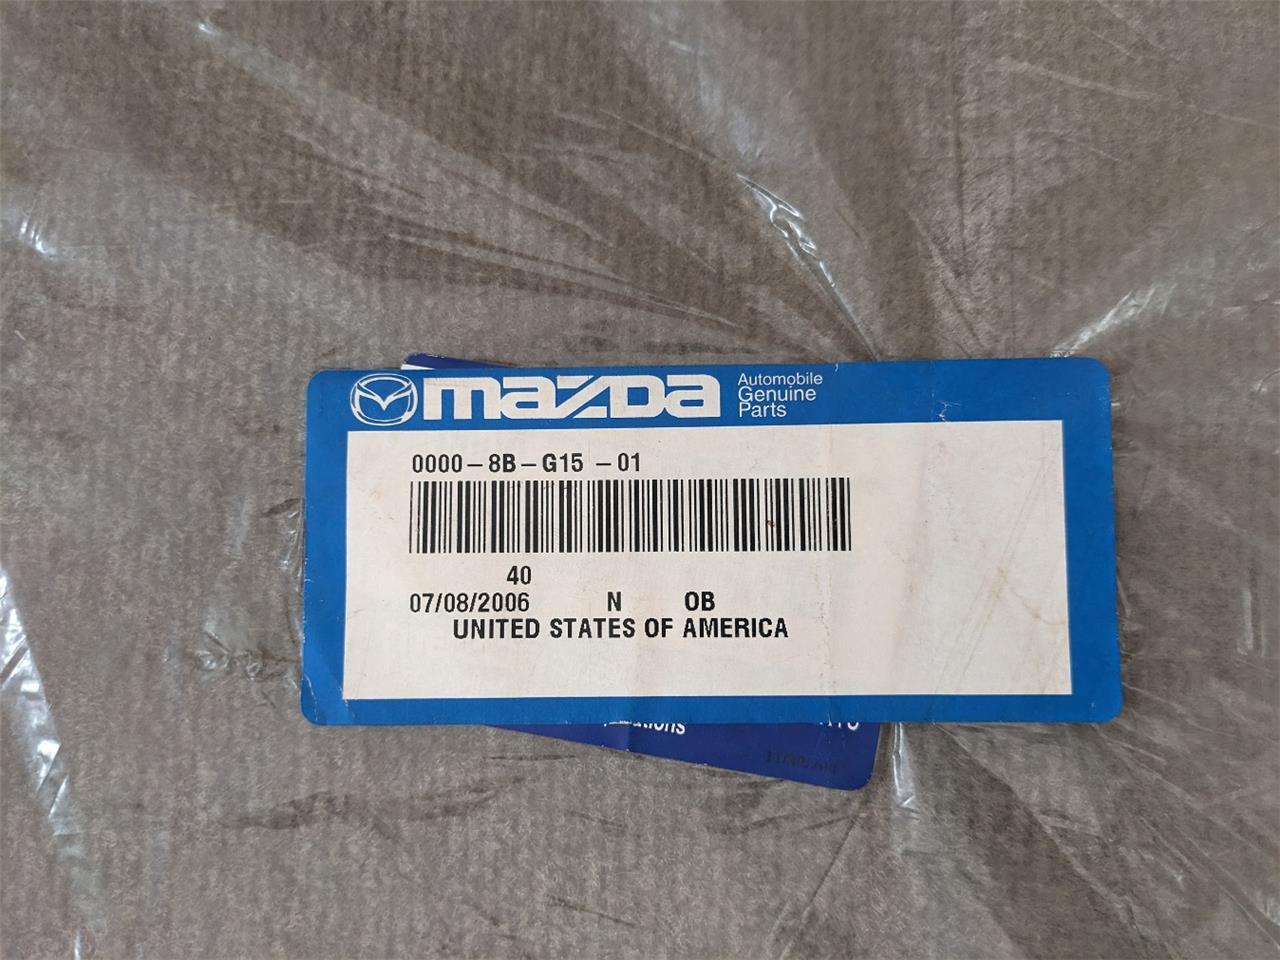 mazda
Automobile
Genuine
Parts
0000-8B-G15 -01
40
07/08/2006 N OB
UNITED STATES OF AMERICA